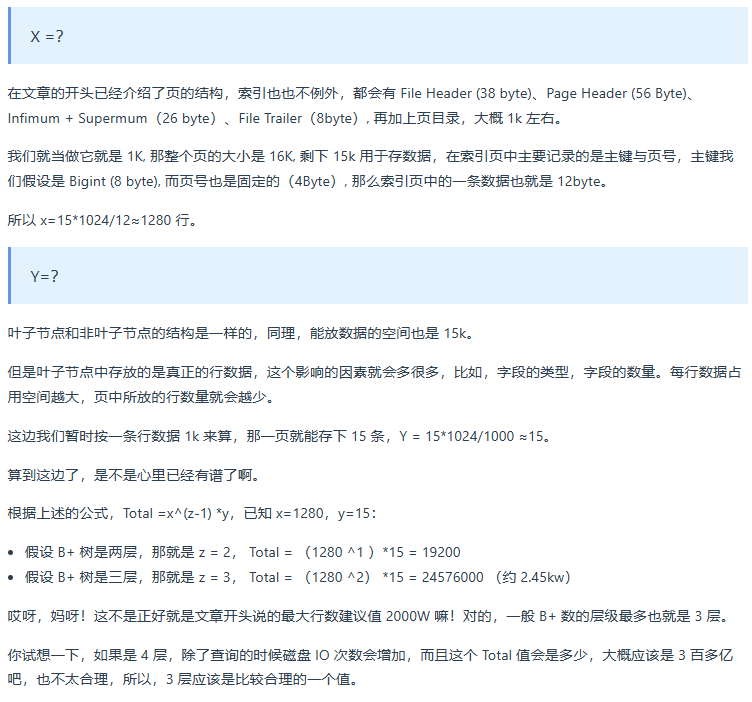 X =?
在文章的开头已经介绍了页的结构，索引也也不例外，都会有 File Header (38 byte)、Page Header (56 Byte)、
Infimum + Supermum（26 byte）、File Trailer（8byte）, 再加上页目录，大概 1k 左右。
我们就当做它就是 1K, 那整个页的大小是 16K, 剩下 15k 用于存数据，在索引页中主要记录的是主键与页号，主键我
们假设是 Bigint (8 byte), 而页号也是固定的（4Byte）, 那么索引页中的一条数据也就是 12byte。
所以 x=15*1024/12≈1280 行。
Y=?
叶子节点和非叶子节点的结构是一样的，同理，能放数据的空间也是 15k。
但是叶子节点中存放的是真正的行数据，这个影响的因素就会多很多，比如，字段的类型，字段的数量。每行数据占
用空间越大，页中所放的行数量就会越少。
这边我们暂时按一条行数据 1k 来算，那一页就能存下 15 条，Y = 15*1024/1000 ≈15。
算到这边了，是不是心里已经有谱了啊。
根据上述的公式，Total =x^(z-1) *y，已知 x=1280，y=15：
• 假设 B+ 树是两层，那就是 z = 2， Total = （1280 ^1 ）*15 = 19200
• 假设 B+ 树是三层，那就是 z = 3， Total = （1280 ^2） *15 = 24576000 （约 2.45kw）
哎呀，妈呀！这不是正好就是文章开头说的最大行数建议值 2000W 嘛！对的，一般 B+ 数的层级最多也就是 3 层。
你试想一下，如果是 4 层，除了查询的时候磁盘 IO 次数会增加，而且这个 Total 值会是多少，大概应该是 3 百多亿
吧，也不太合理，所以，3 层应该是比较合理的一个值。